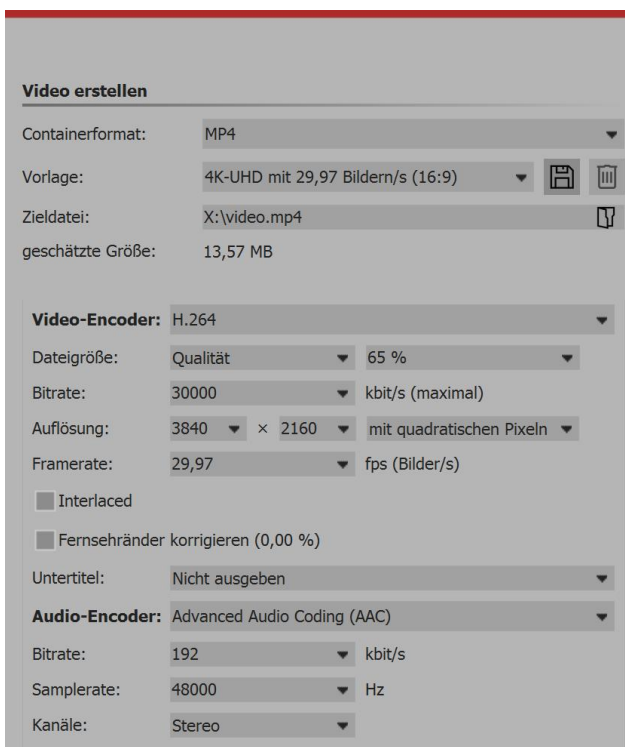 Video erstellen
Containerformat: MP4
Vorlage: 4K-UHD mit 29,97 Bildern/s (16:9)
Zieldatei: X:\video.mp4
geschätzte Größe: 13,57 MB
Video-Encoder: H.264
Dateigröße: Qualität 65 %
Bitrate: 30000 kbit/s (maximal)
Auflösung: 3840 × 2160 mit quadratischen Pixeln
Framerate: 29,97 fps (Bilder/s)
Interlaced
Fernsehränder korrigieren (0,00 %)
Untertitel: Nicht ausgeben
Audio-Encoder: Advanced Audio Coding (AAC)
Bitrate: 192 kbit/s
Samplerate: 48000 Hz
Kanäle: Stereo